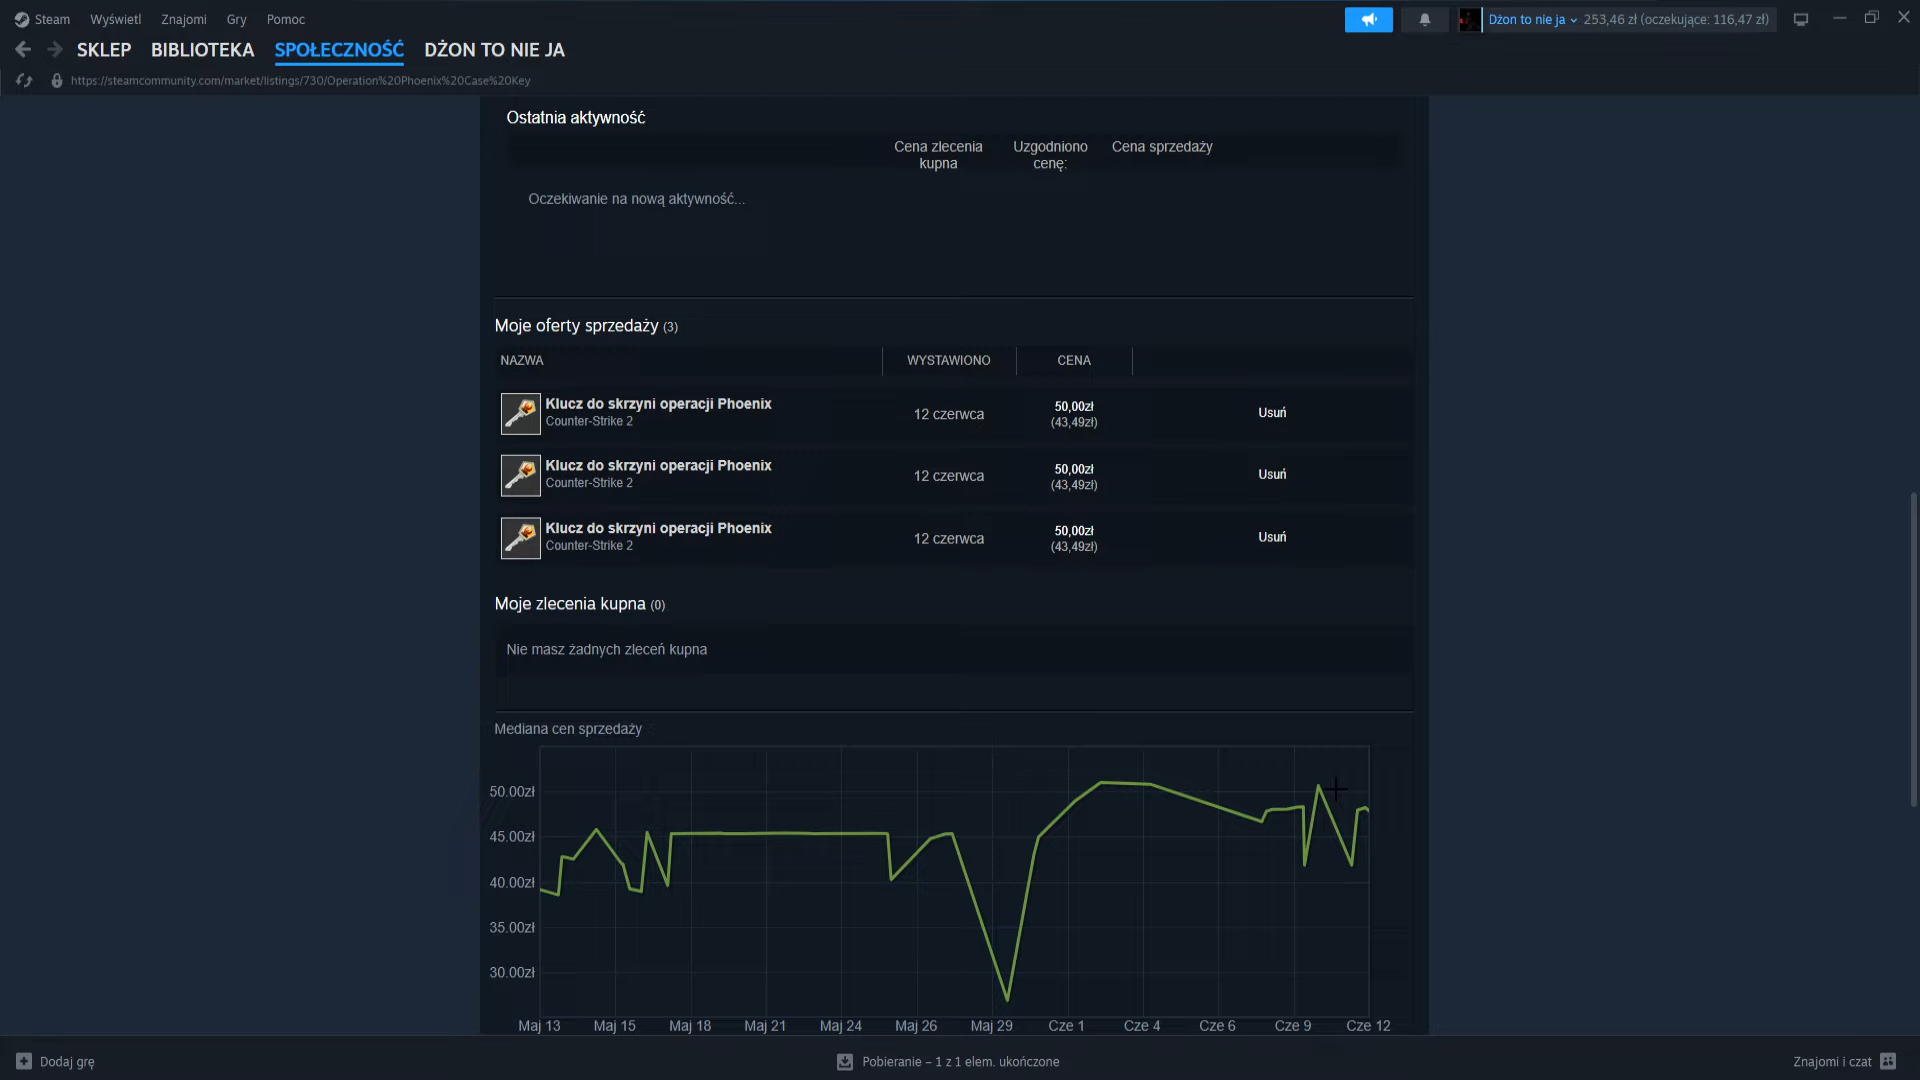 Steam Wyświetl Znajomi Gry Pomoc
Dżon to nie ja 253,46 zł (oczekujące: 116,47 zł)
SKLEP BIBLIOTEKA SPOŁECZNOŚĆ DŻON TO NIE JA
https://steamcommunity.com/market/listings/730/Operation%20Phoenix%20Case%20Key
Ostatnia aktywność
Cena zlecenia kupna Uzgodniono cenę: Cena sprzedaży
Oczekiwanie na nową aktywność...
Moje oferty sprzedaży (3)
NAZWA WYSTAWIONO CENA
Klucz do skrzyni operacji Phoenix
Counter-Strike 2
12 czerwca
50,00zł
(43,49zł)
Usuń
Klucz do skrzyni operacji Phoenix
Counter-Strike 2
12 czerwca
50,00zł
(43,49zł)
Usuń
Klucz do skrzyni operacji Phoenix
Counter-Strike 2
12 czerwca
50,00zł
(43,49zł)
Usuń
Moje zlecenia kupna (0)
Nie masz żadnych zleceń kupna
Mediana cen sprzedaży
50.00zł
45.00zł
40.00zł
35.00zł
30.00zł
Maj 13 Maj 15 Maj 18 Maj 21 Maj 24 Maj 26 Maj 29 Cze 1 Cze 4 Cze 6 Cze 9 Cze 12
Dodaj grę
Pobieranie – 1 z 1 elem. ukończone
Znajomi i czat